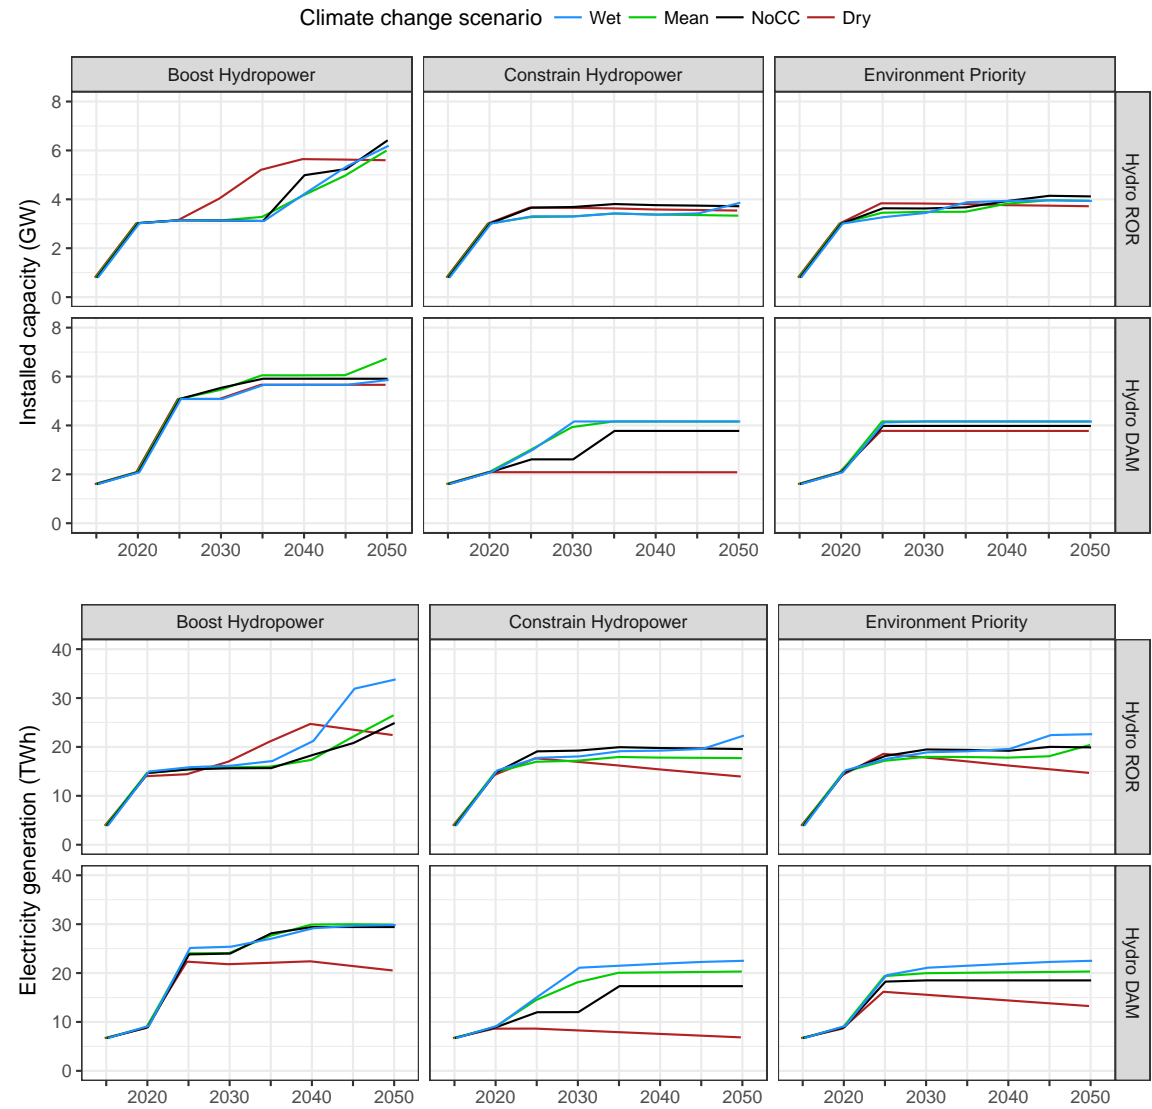 Climate change scenario Wet Mean NoCC Dry
Boost Hydropower Constrain Hydropower Environment Priority
Installed capacity (GW)
8
6
4
2
0
Hydro ROR
8
6
4
2
0
Hydro DAM
2020 2030 2040 2050 2020 2030 2040 2050 2020 2030 2040 2050
Boost Hydropower Constrain Hydropower Environment Priority
Electricity generation (TWh)
40
30
20
10
0
Hydro ROR
40
30
20
10
0
Hydro DAM
2020 2030 2040 2050 2020 2030 2040 2050 2020 2030 2040 2050